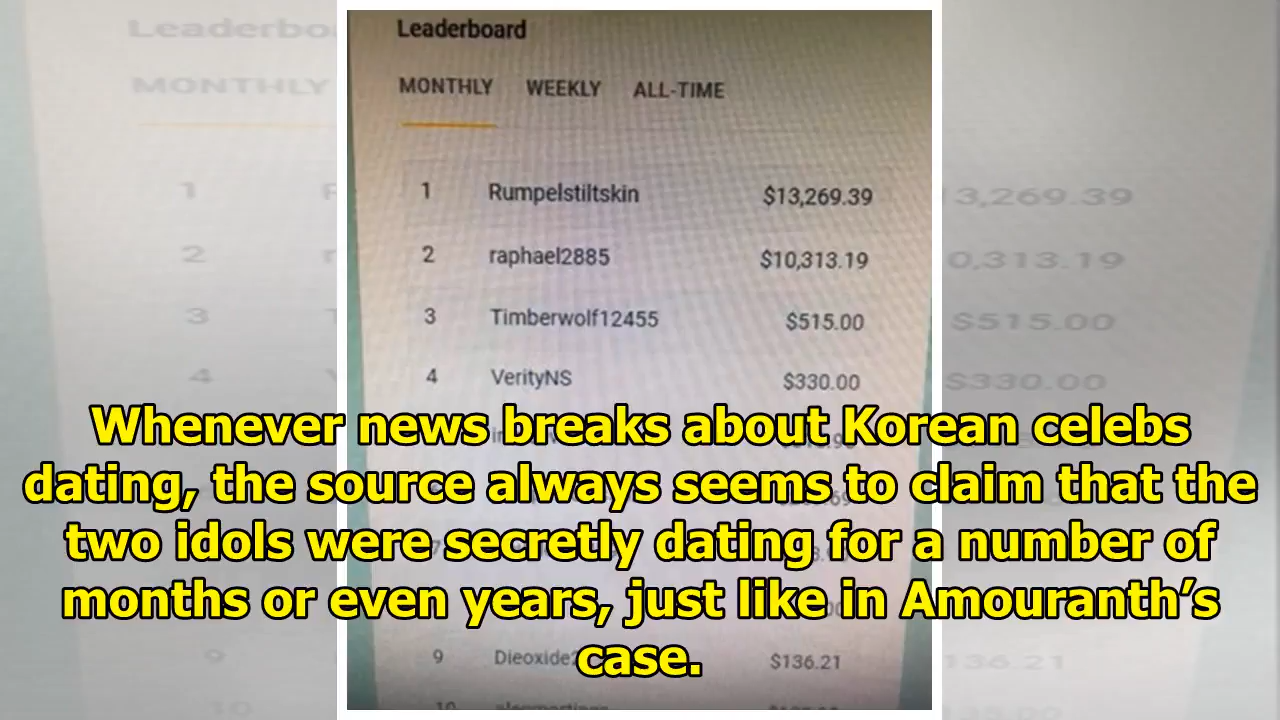 Leaderboard
MONTHLY WEEKLY ALL-TIME
1 Rumpelstiltskin $13,269.39
2 raphael2885 $10,313.19
3 Timberwolf12455 $515.00
4 VerityNS $330.00
Whenever news breaks about Korean celebs
dating, the source always seems to claim that the
two idols were secretly dating for a number of
months or even years, just like in Amouranth’s
case.
9 $136.21
10